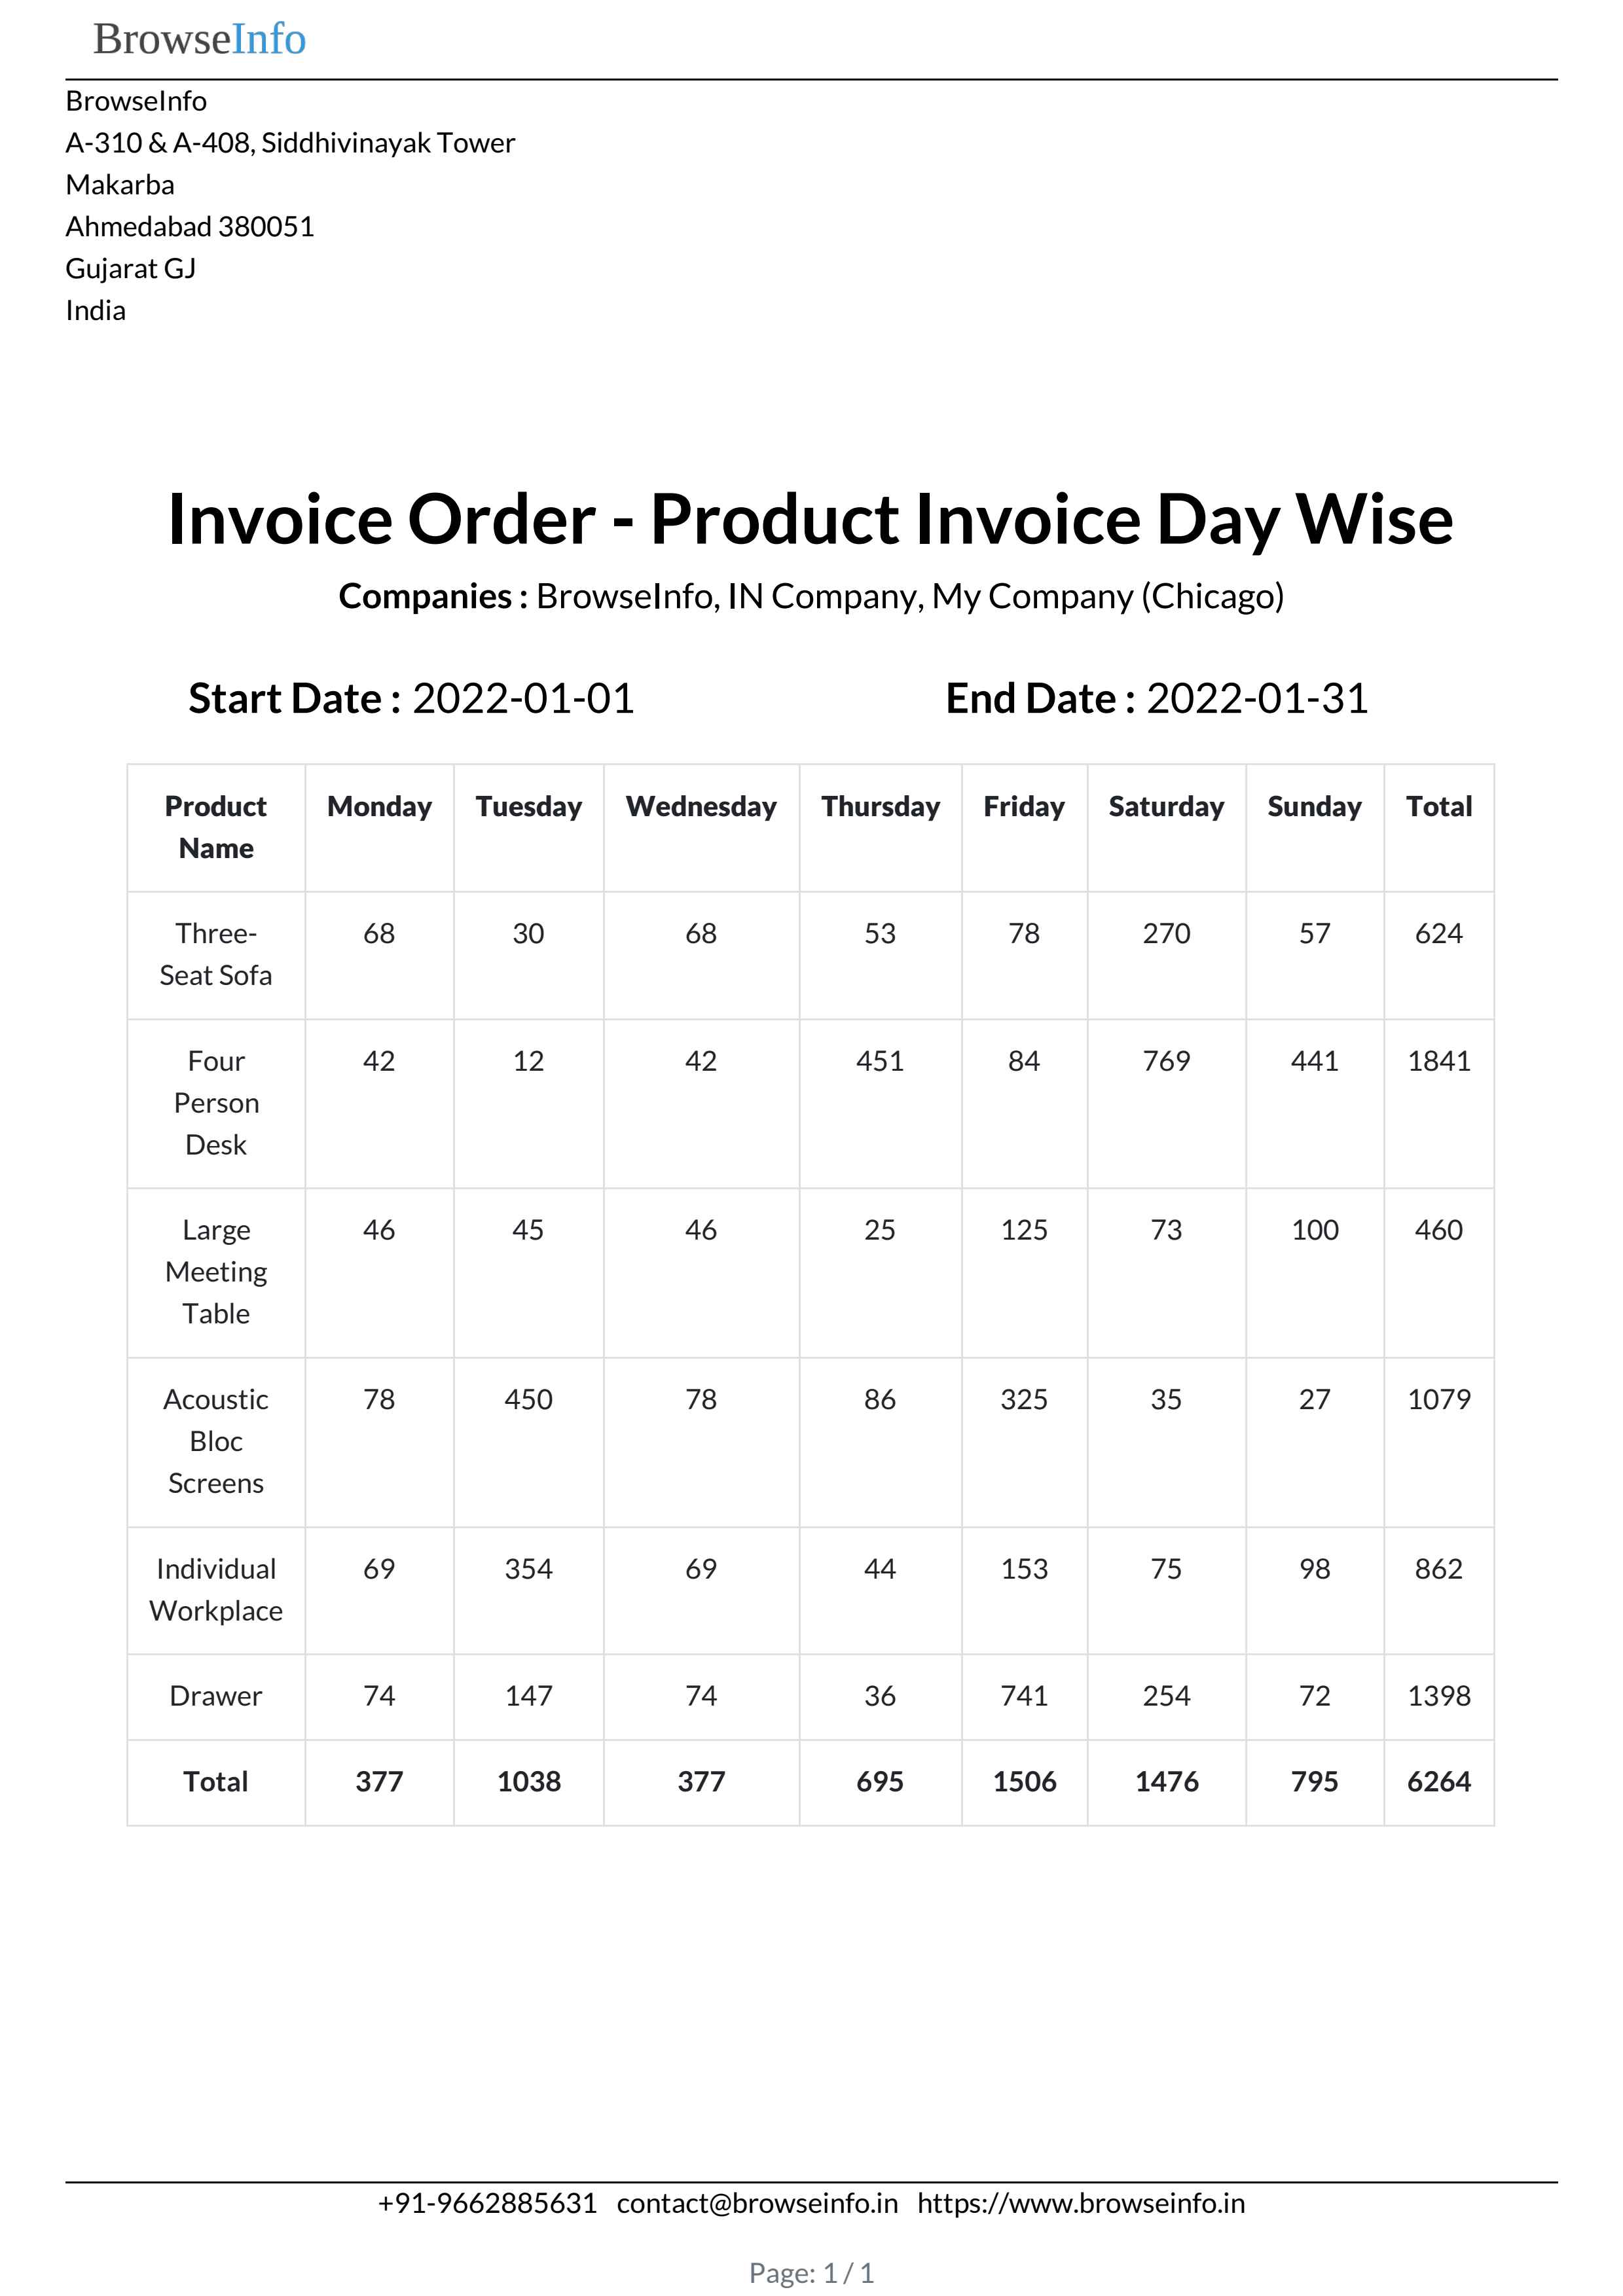 BrowseInfo
BrowseInfo
A-310 & A-408, Siddhivinayak Tower
Makarba
Ahmedabad 380051
Gujarat GJ
India
Invoice Order - Product Invoice Day Wise
Companies : BrowseInfo, IN Company, My Company (Chicago)
Start Date : 2022-01-01 End Date : 2022-01-31
Product Monday Tuesday Wednesday Thursday Friday Saturday Sunday Total
Name
Three- 68 30 68 53 78 270 57 624
Seat Sofa
Four 42 12 42 451 84 769 441 1841
Person
Desk
Large 46 45 46 25 125 73 100 460
Meeting
Table
Acoustic 78 450 78 86 325 35 27 1079
Bloc
Screens
Individual 69 354 69 44 153 75 98 862
Workplace
Drawer 74 147 74 36 741 254 72 1398
Total 377 1038 377 695 1506 1476 795 6264
+91-9662885631 contact@browseinfo.in https://www.browseinfo.in
Page: 1 / 1